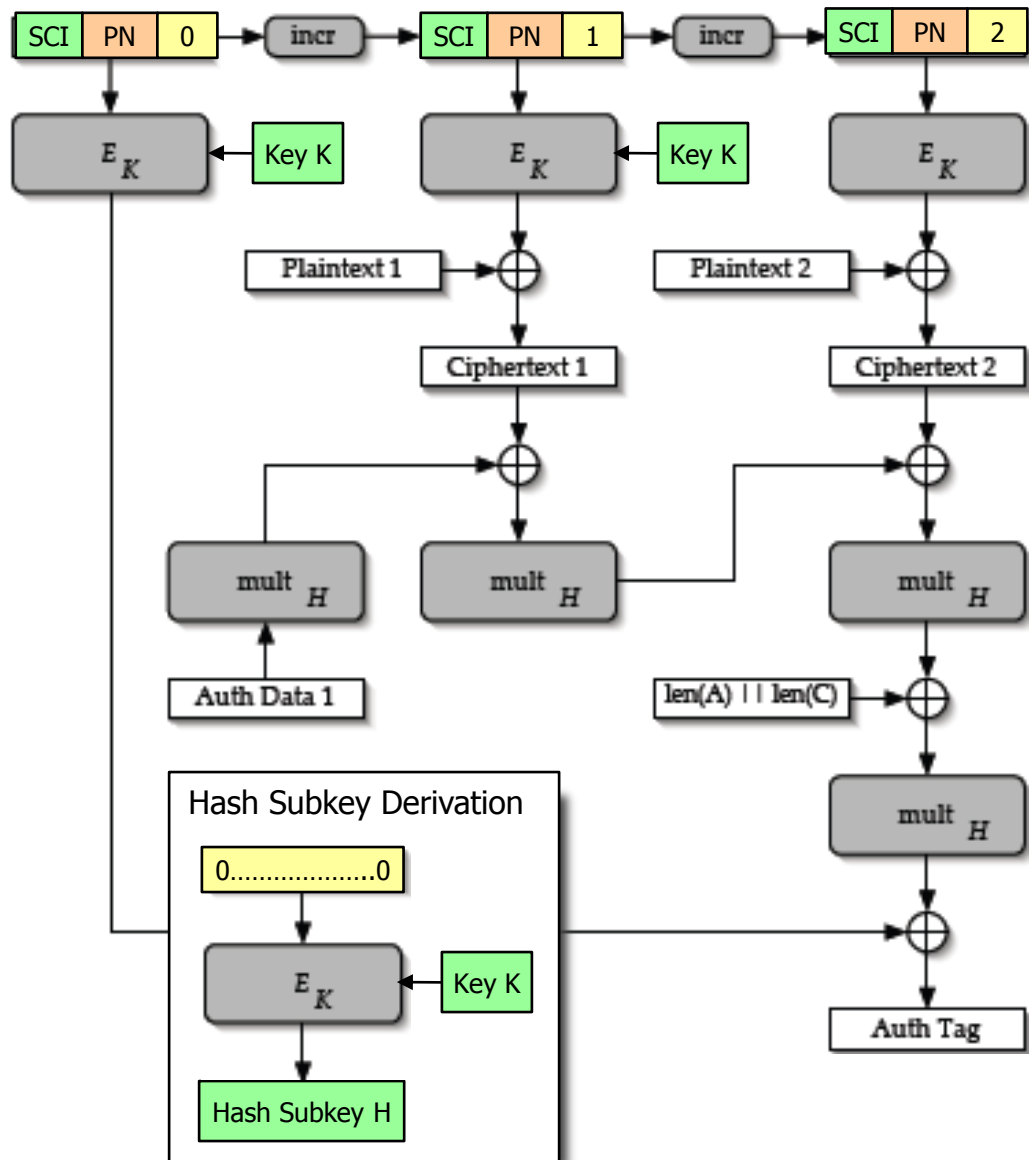 SCI PN 0 incr SCI PN 1 incr SCI PN 2
E K Key K E K Key K E K
Plaintext 1 Plaintext 2
Ciphertext 1 Ciphertext 2
mult H mult H mult H
Auth Data 1 len(A) || len(C)
Hash Subkey Derivation
mult H
0...................0
E K Key K
Auth Tag
Hash Subkey H